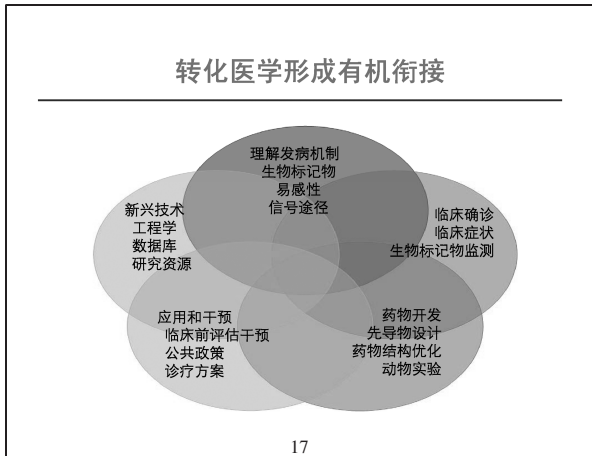 转化医学形成有机衔接
理解发病机制
生物标记物
易感性
信号途径
新兴技术
工程学
数据库
研究资源
临床确诊
临床症状
生物标记物监测
应用和干预
临床前评估干预
公共政策
诊疗方案
药物开发
先导物设计
药物结构优化
动物实验
17